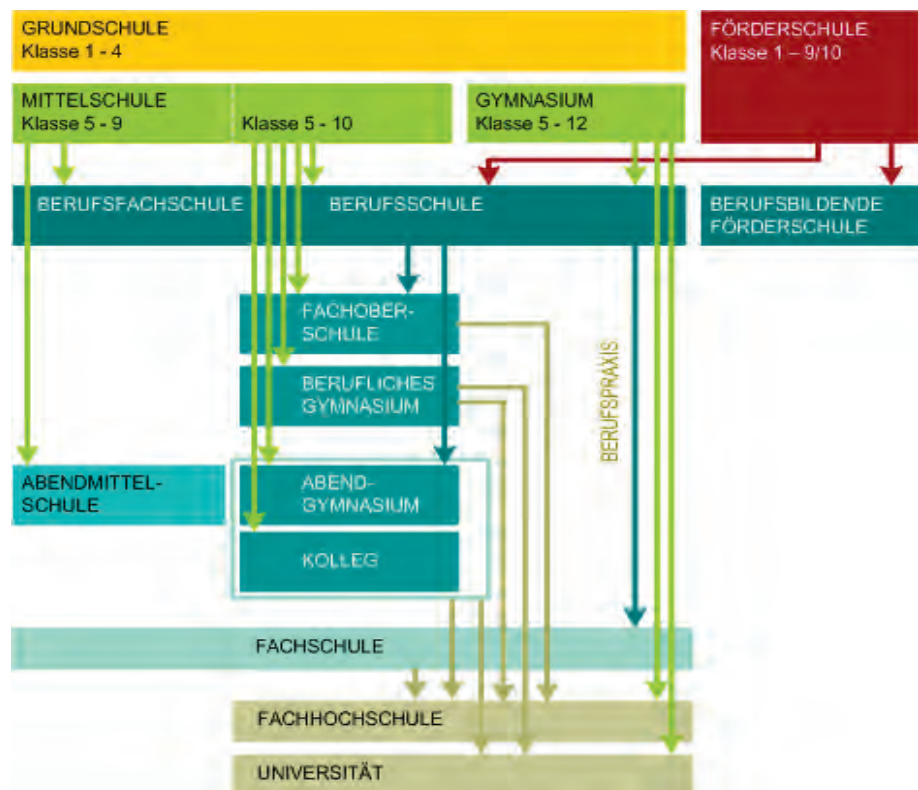 GRUNDSCHULE
Klasse 1 - 4
FÖRDERSCHULE
Klasse 1 – 9/10
MITTELSCHULE
Klasse 5 - 9
Klasse 5 - 10
GYMNASIUM
Klasse 5 - 12
BERUFSFACHSCHULE
BERUFSSCHULE
BERUFSBILDENDE
FÖRDERSCHULE
FACHOBER-
SCHULE
BERUFLICHES
GYMNASIUM
BERUFSPRAXIS
ABENDMITTEL-
SCHULE
ABEND-
GYMNASIUM
KOLLEG
FACHSCHULE
FACHHOCHSCHULE
UNIVERSITÄT